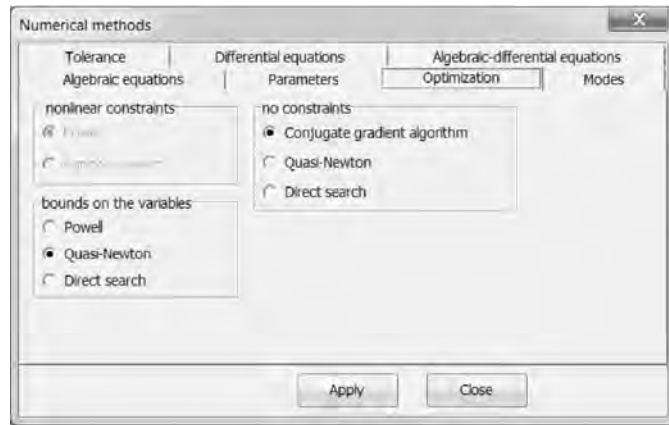 Numerical methods
X
Tolerance
Differential equations
Algebraic-differential equations
Algebraic equations
Parameters
Optimization
Modes
nonlinear constraints
no constraints
Conjugate gradient algorithm
Quasi-Newton
Direct search
bounds on the variables
Powell
Quasi-Newton
Direct search
Apply
Close